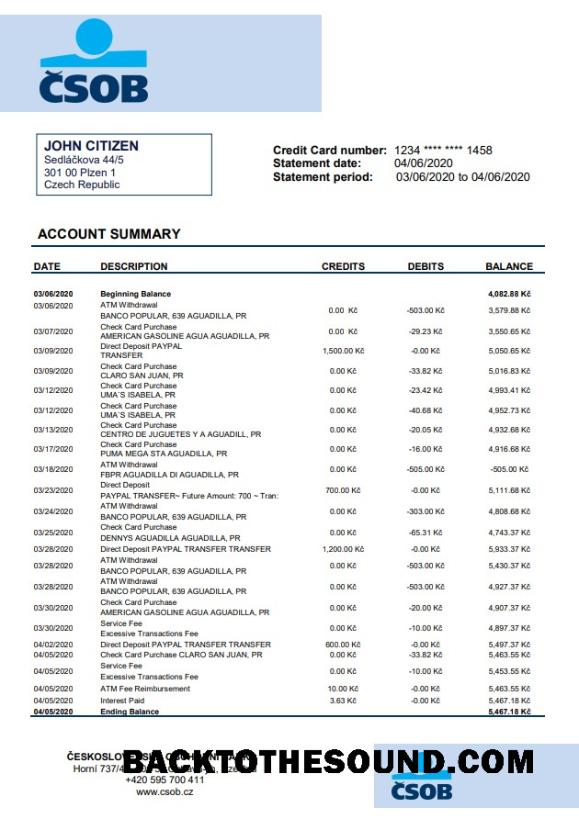 ČSOB
JOHN CITIZEN
Sedláčkova 44/5
301 00 Plzen 1
Czech Republic
Credit Card number: 1234 **** **** 1458
Statement date: 04/06/2020
Statement period: 03/06/2020 to 04/06/2020
ACCOUNT SUMMARY
DATE DESCRIPTION CREDITS DEBITS BALANCE
03/06/2020 Beginning Balance 4,082.88 Kč
03/06/2020 ATM Withdrawal
BANCO POPULAR, 639 AGUADILLA, PR 0.00 Kč -503.00 Kč 3,579.88 Kč
03/07/2020 Check Card Purchase
AMERICAN GASOLINE AGUA AGUADILLA, PR 0.00 Kč -29.23 Kč 3,550.65 Kč
03/09/2020 Direct Deposit PAYPAL
TRANSFER 1,500.00 Kč -0.00 Kč 5,050.65 Kč
03/09/2020 Check Card Purchase
CLARO SAN JUAN, PR 0.00 Kč -33.82 Kč 5,016.83 Kč
03/12/2020 Check Card Purchase
UMA´S ISABELA, PR 0.00 Kč -23.42 Kč 4,993.41 Kč
03/12/2020 Check Card Purchase
UMA´S ISABELA, PR 0.00 Kč -40.68 Kč 4,952.73 Kč
03/13/2020 Check Card Purchase
CENTRO DE JUGUETES Y A AGUADILL, PR 0.00 Kč -20.05 Kč 4,932.68 Kč
03/17/2020 Check Card Purchase
PUMA MEGA STA AGUADILLA, PR 0.00 Kč -16.00 Kč 4,916.68 Kč
03/18/2020 ATM Withdrawal
FBPR AGUADILLA DI AGUADILLA, PR 0.00 Kč -505.00 Kč -505.00 Kč
03/23/2020 Direct Deposit
PAYPAL TRANSFER~ Future Amount: 700 ~ Tran: 700.00 Kč -0.00 Kč 5,111.68 Kč
03/24/2020 ATM Withdrawal
BANCO POPULAR, 639 AGUADILLA, PR 0.00 Kč -303.00 Kč 4,808.68 Kč
03/25/2020 Check Card Purchase
DENNYS AGUADILLA AGUADILLA, PR 0.00 Kč -65.31 Kč 4,743.37 Kč
03/28/2020 Direct Deposit PAYPAL TRANSFER TRANSFER 1,200.00 Kč -0.00 Kč 5,933.37 Kč
03/28/2020 ATM Withdrawal
BANCO POPULAR, 639 AGUADILLA, PR 0.00 Kč -503.00 Kč 5,430.37 Kč
03/28/2020 ATM Withdrawal
BANCO POPULAR, 639 AGUADILLA, PR 0.00 Kč -503.00 Kč 4,927.37 Kč
03/30/2020 Check Card Purchase
AMERICAN GASOLINE AGUA AGUADILLA, PR 0.00 Kč -20.00 Kč 4,907.37 Kč
03/30/2020 Service Fee
Excessive Transactions Fee 0.00 Kč -10.00 Kč 4,897.37 Kč
04/02/2020 Direct Deposit PAYPAL TRANSFER TRANSFER 600.00 Kč -0.00 Kč 5,497.37 Kč
04/05/2020 Check Card Purchase CLARO SAN JUAN, PR 0.00 Kč -33.82 Kč 5,463.55 Kč
04/05/2020 Service Fee
Excessive Transactions Fee 0.00 Kč -10.00 Kč 5,453.55 Kč
04/05/2020 ATM Fee Reimbursement 10.00 Kč -0.00 Kč 5,463.55 Kč
04/05/2020 Interest Paid 3.63 Kč -0.00 Kč 5,467.18 Kč
04/05/2020 Ending Balance 5,467.18 Kč
BACKTOTHESOUND.COM
Horní 737/4
+420 595 700 411
www.csob.cz
ČSOB